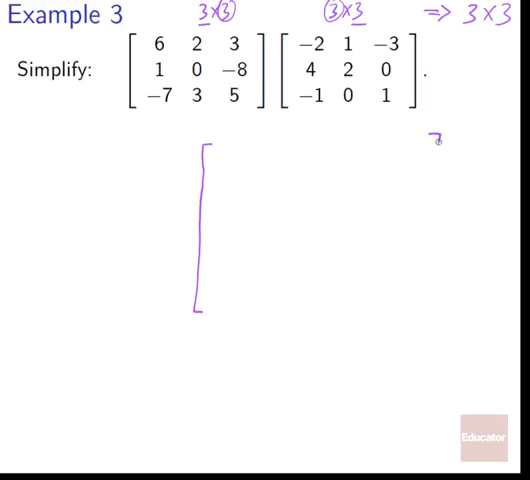 Example 3 3×3 3×3 ⇒ 3×3
6 2 3 −2 1 −3
Simplify: 1 0 −8 4 2 0 .
−7 3 5 −1 0 1
Educator